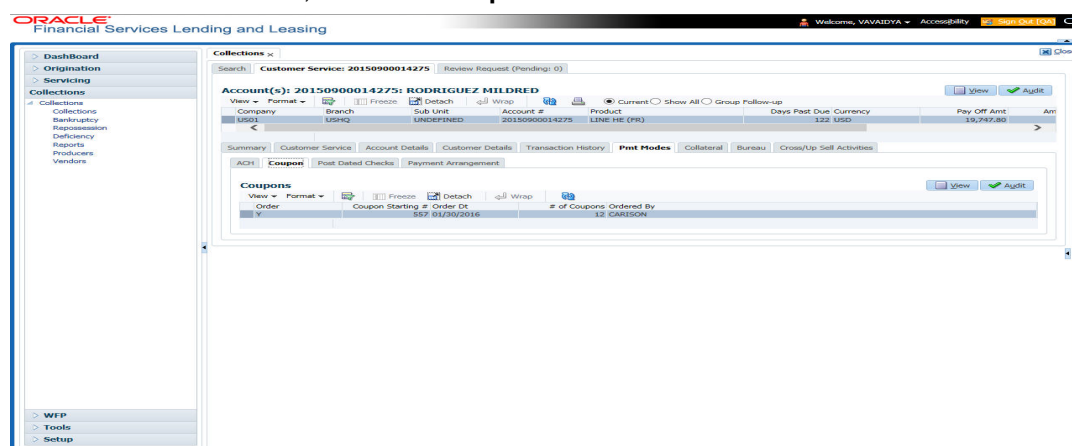 ORACLE®
Financial Services Lending and Leasing
Welcome, VAVAIDYA Accessibility Sign Out [QA]
Close
DashBoard
Origination
Servicing
Collections
Collections
Bankruptcy
Repossession
Deficiency
Reports
Producers
Vendors
WFP
Tools
Setup
Collections ×
Search Customer Service: 20150900014275 Review Request (Pending: 0)
Account(s): 20150900014275: RODRIGUEZ MILDRED View Audit
View Format Freeze Detach Wrap Current Show All Group Follow-up
Company Branch Sub Unit Account # Product Days Past Due Currency Pay Off Amt Am
US01 USHQ UNDEFINED 20150900014275 LINE HE (FR) 122 USD 19,747.80
Summary Customer Service Account Details Customer Details Transaction History Pmt Modes Collateral Bureau Cross/Up Sell Activities
ACH Coupon Post Dated Checks Payment Arrangement
Coupons View Audit
View Format Freeze Detach Wrap
Order Coupon Starting # Order Dt # of Coupons Ordered By
Y 557 01/30/2016 12 CARISON